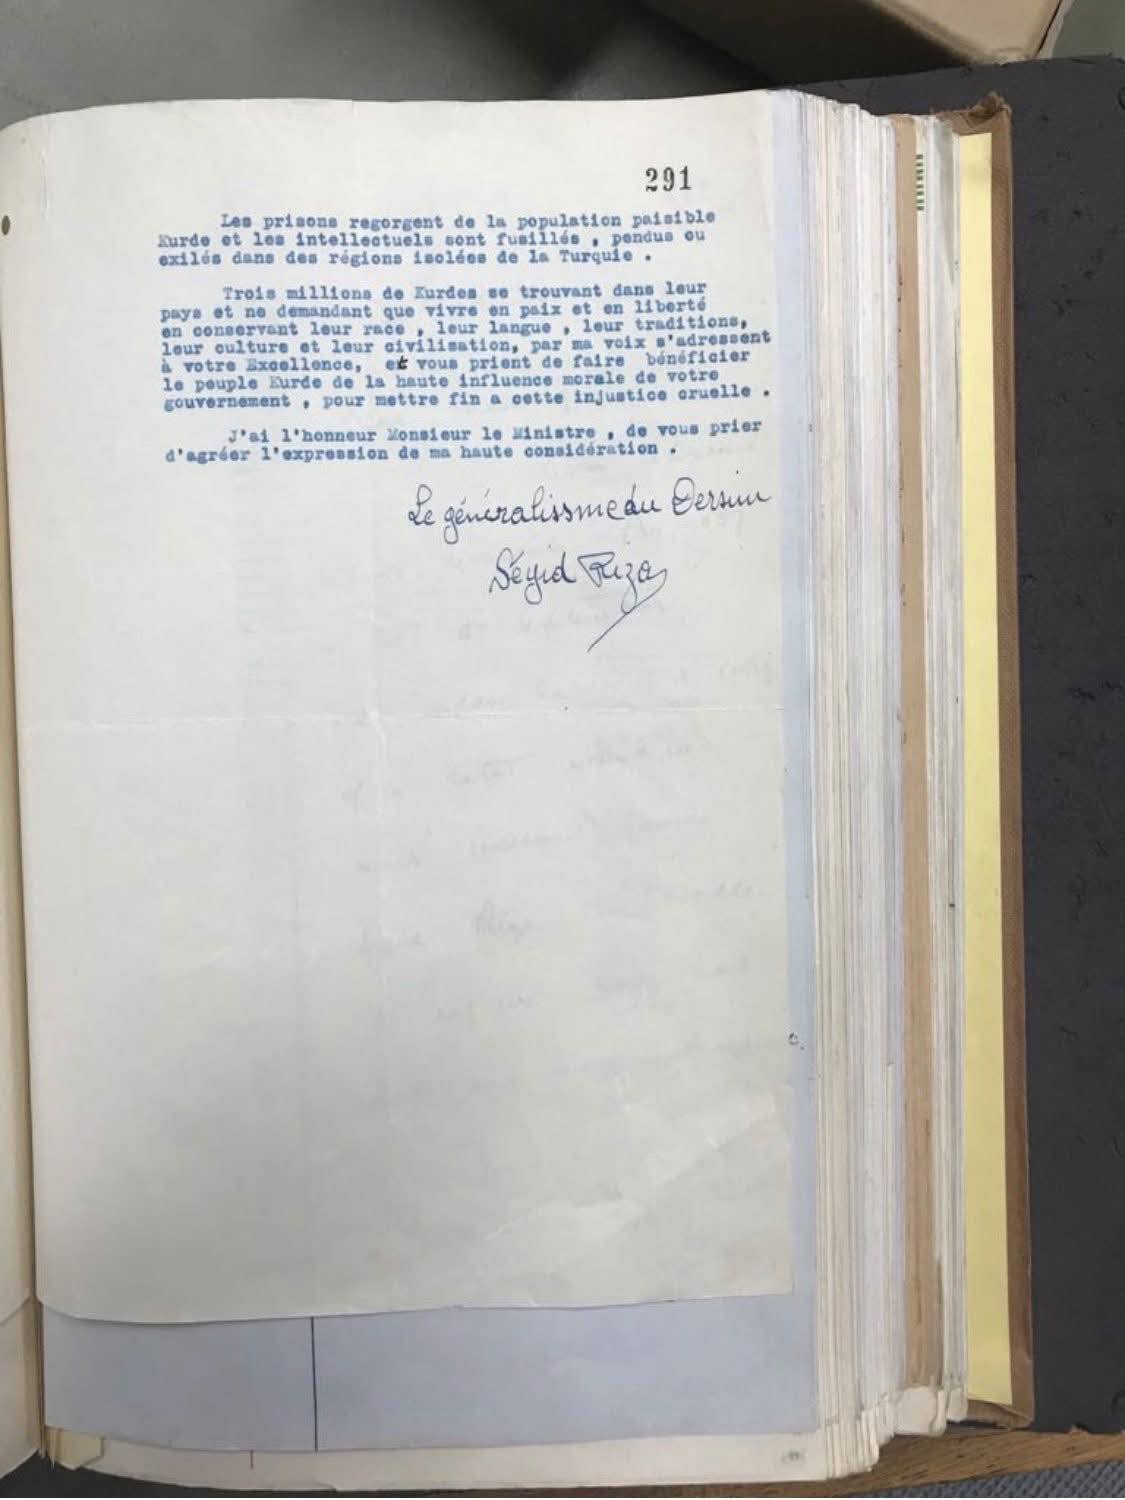 291
Les prisons regorgent de la population paisible
Kurde et les intellectuels sont fusillés , pendus ou
exilés dans des régions isolées de la Turquie .
Trois millions de Kurdes se trouvant dans leur
pays et ne demandant que vivre en paix et en liberté
en conservant leur race , leur langue , leur traditions,
leur culture et leur civilisation, par ma voix s'adressent
à votre Excellence, et vous prient de faire bénéficier
le peuple Kurde de la haute influence morale de votre
gouvernement , pour mettre fin a cette injustice cruelle .
J'ai l'honneur Monsieur le Ministre , de vous prier
d'agréer l'expression de ma haute considération .
Le généralissme du Dersim
Séyid Riza